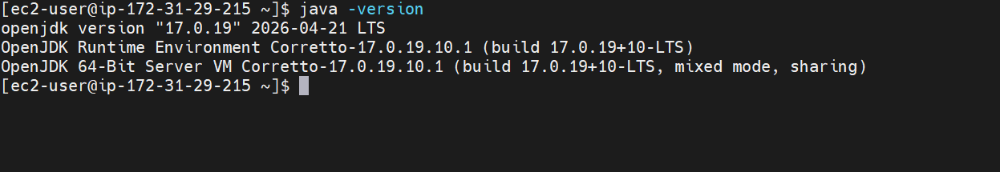 [ec2-user@ip-172-31-29-215 ~]$ java -version
openjdk version "17.0.19" 2026-04-21 LTS
OpenJDK Runtime Environment Corretto-17.0.19.10.1 (build 17.0.19+10-LTS)
OpenJDK 64-Bit Server VM Corretto-17.0.19.10.1 (build 17.0.19+10-LTS, mixed mode, sharing)
[ec2-user@ip-172-31-29-215 ~]$